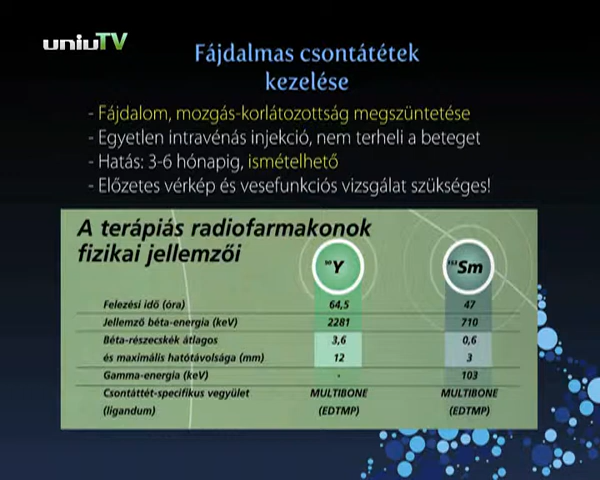 uniuTV
Fájdalmas csontátétek
kezelése
- Fájdalom, mozgás-korlátozottság megszüntetése
- Egyetlen intravénás injekció, nem terheli a beteget
- Hatás: 3-6 hónapig, ismételhető
- Előzetes vérkép és vesefunkciós vizsgálat szükséges!
A terápiás radiofarmakonok
fizikai jellemzői
⁹⁰Y ¹⁵³Sm
Felezési idő (óra) 64,5 47
Jellemző béta-energia (keV) 2281 710
Béta-részecskék átlagos 3,6 0,6
és maximális hatótávolsága (mm) 12 3
Gamma-energia (keV) - 103
Csontáttét-specifikus vegyület MULTIBONE MULTIBONE
(ligandum) (EDTMP) (EDTMP)